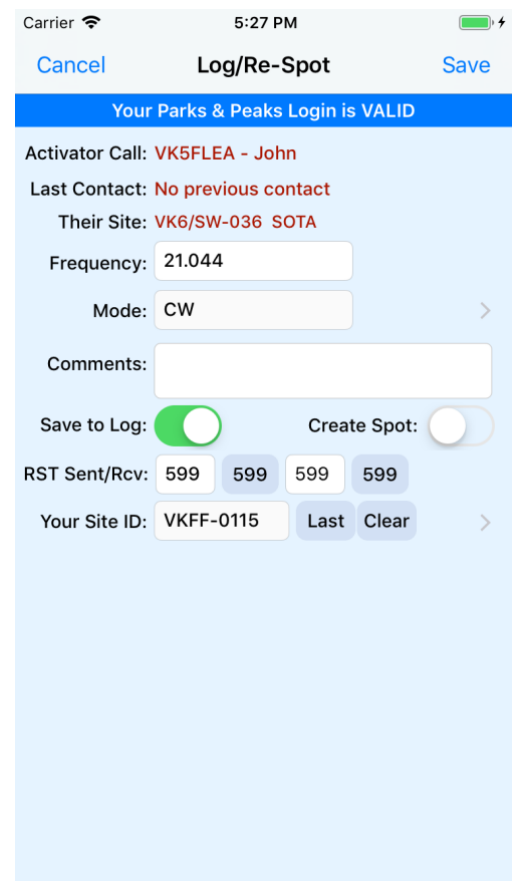 Carrier 5:27 PM
Cancel Log/Re-Spot Save
Your Parks & Peaks Login is VALID
Activator Call: VK5FLEA - John
Last Contact: No previous contact
Their Site: VK6/SW-036 SOTA
Frequency: 21.044
Mode: CW
Comments:
Save to Log: Create Spot:
RST Sent/Rcv: 599 599 599 599
Your Site ID: VKFF-0115 Last Clear